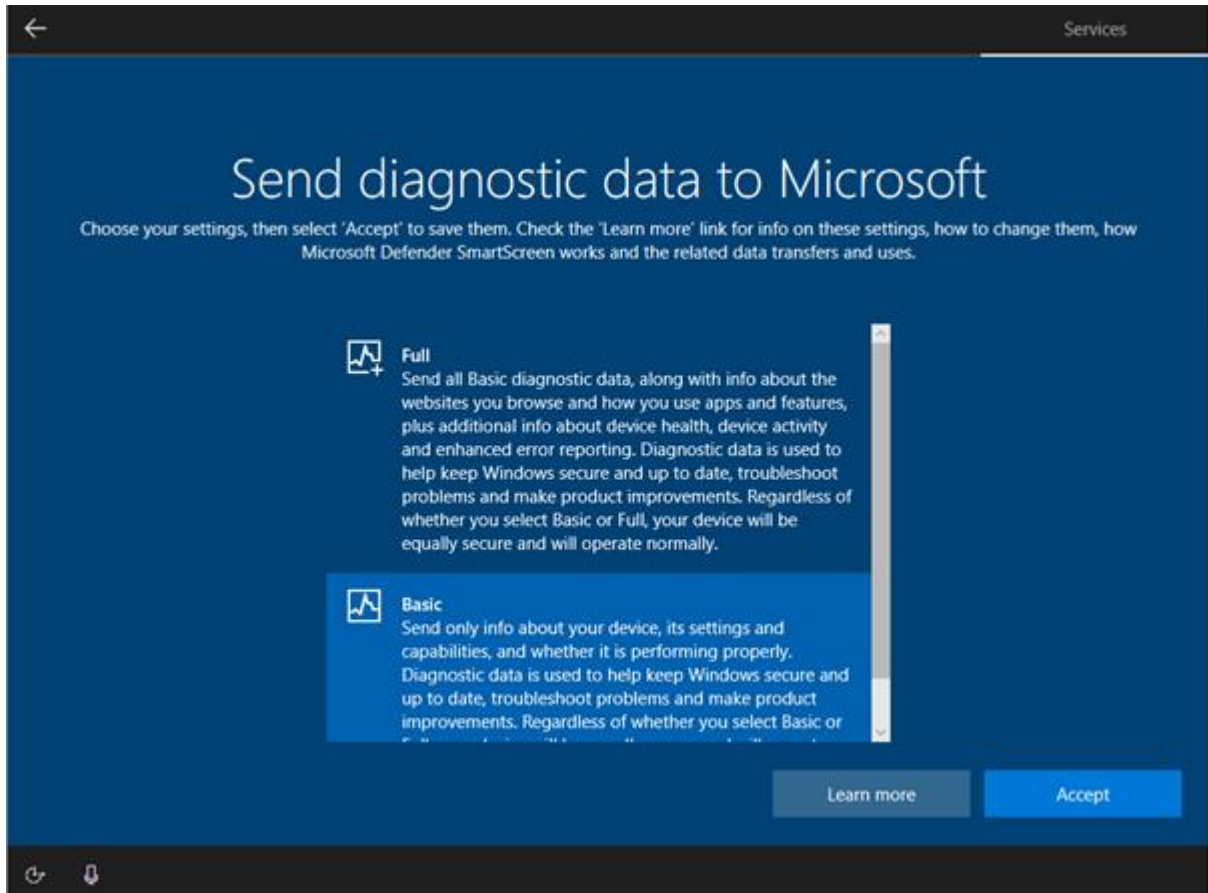 Services
Send diagnostic data to Microsoft
Choose your settings, then select 'Accept' to save them. Check the 'Learn more' link for info on these settings, how to change them, how
Microsoft Defender SmartScreen works and the related data transfers and uses.
Full
Send all Basic diagnostic data, along with info about the
websites you browse and how you use apps and features,
plus additional info about device health, device activity
and enhanced error reporting. Diagnostic data is used to
help keep Windows secure and up to date, troubleshoot
problems and make product improvements. Regardless of
whether you select Basic or Full, your device will be
equally secure and will operate normally.
Basic
Send only info about your device, its settings and
capabilities, and whether it is performing properly.
Diagnostic data is used to help keep Windows secure and
up to date, troubleshoot problems and make product
improvements. Regardless of whether you select Basic or
Learn more
Accept